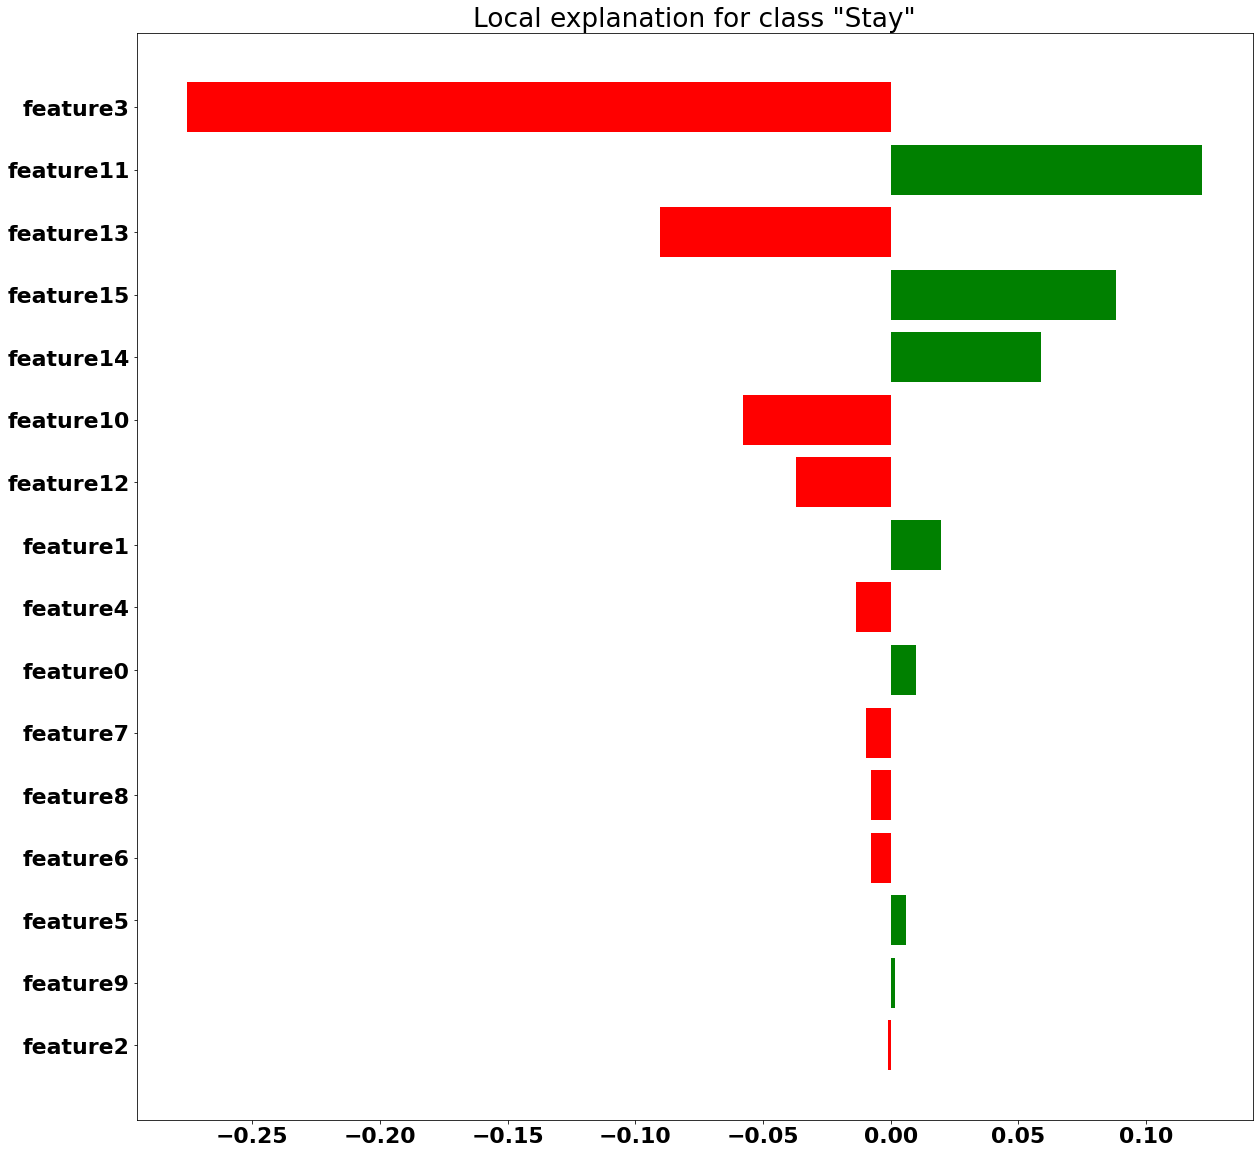 Local explanation for class "Stay"
feature3
feature11
feature13
feature15
feature14
feature10
feature12
feature1
feature4
feature0
feature7
feature8
feature6
feature5
feature9
feature2
−0.25 −0.20 −0.15 −0.10 −0.05 0.00 0.05 0.10